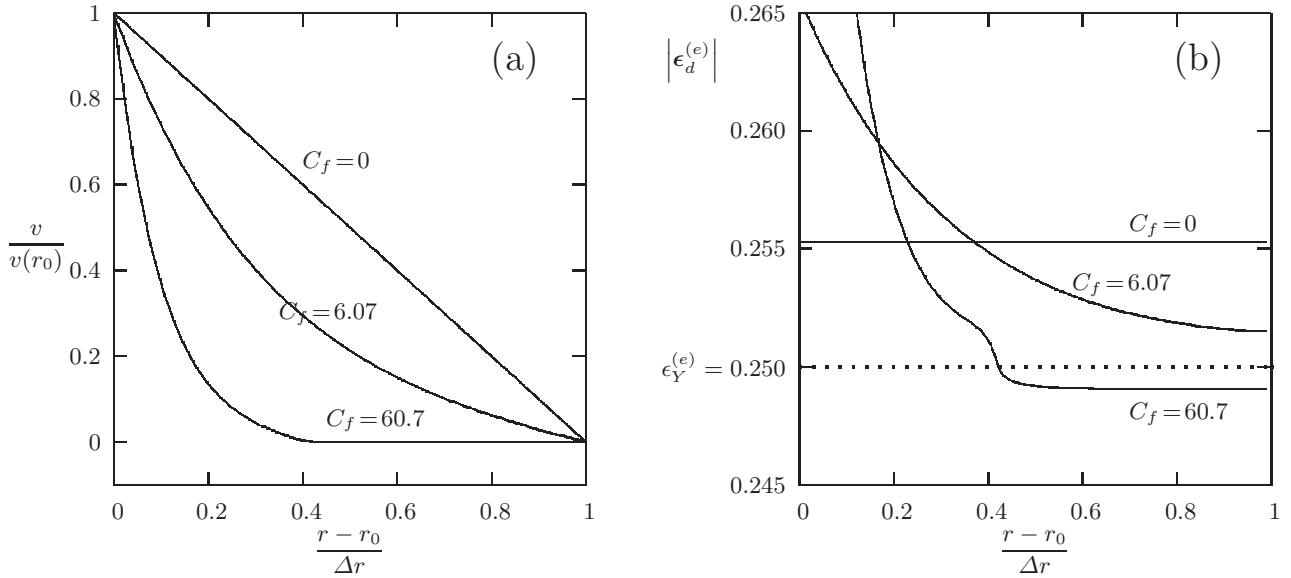 1
0.8
0.6
0.4
0.2
0
v
v(r₀)
(a)
C_f = 0
C_f = 6.07
C_f = 60.7
0 0.2 0.4 0.6 0.8 1
r − r₀
Δr
0.265
0.260
0.255
ϵ_Y^(e) = 0.250
0.245
|ϵ_d^(e)|
(b)
C_f = 0
C_f = 6.07
C_f = 60.7
0 0.2 0.4 0.6 0.8 1
r − r₀
Δr